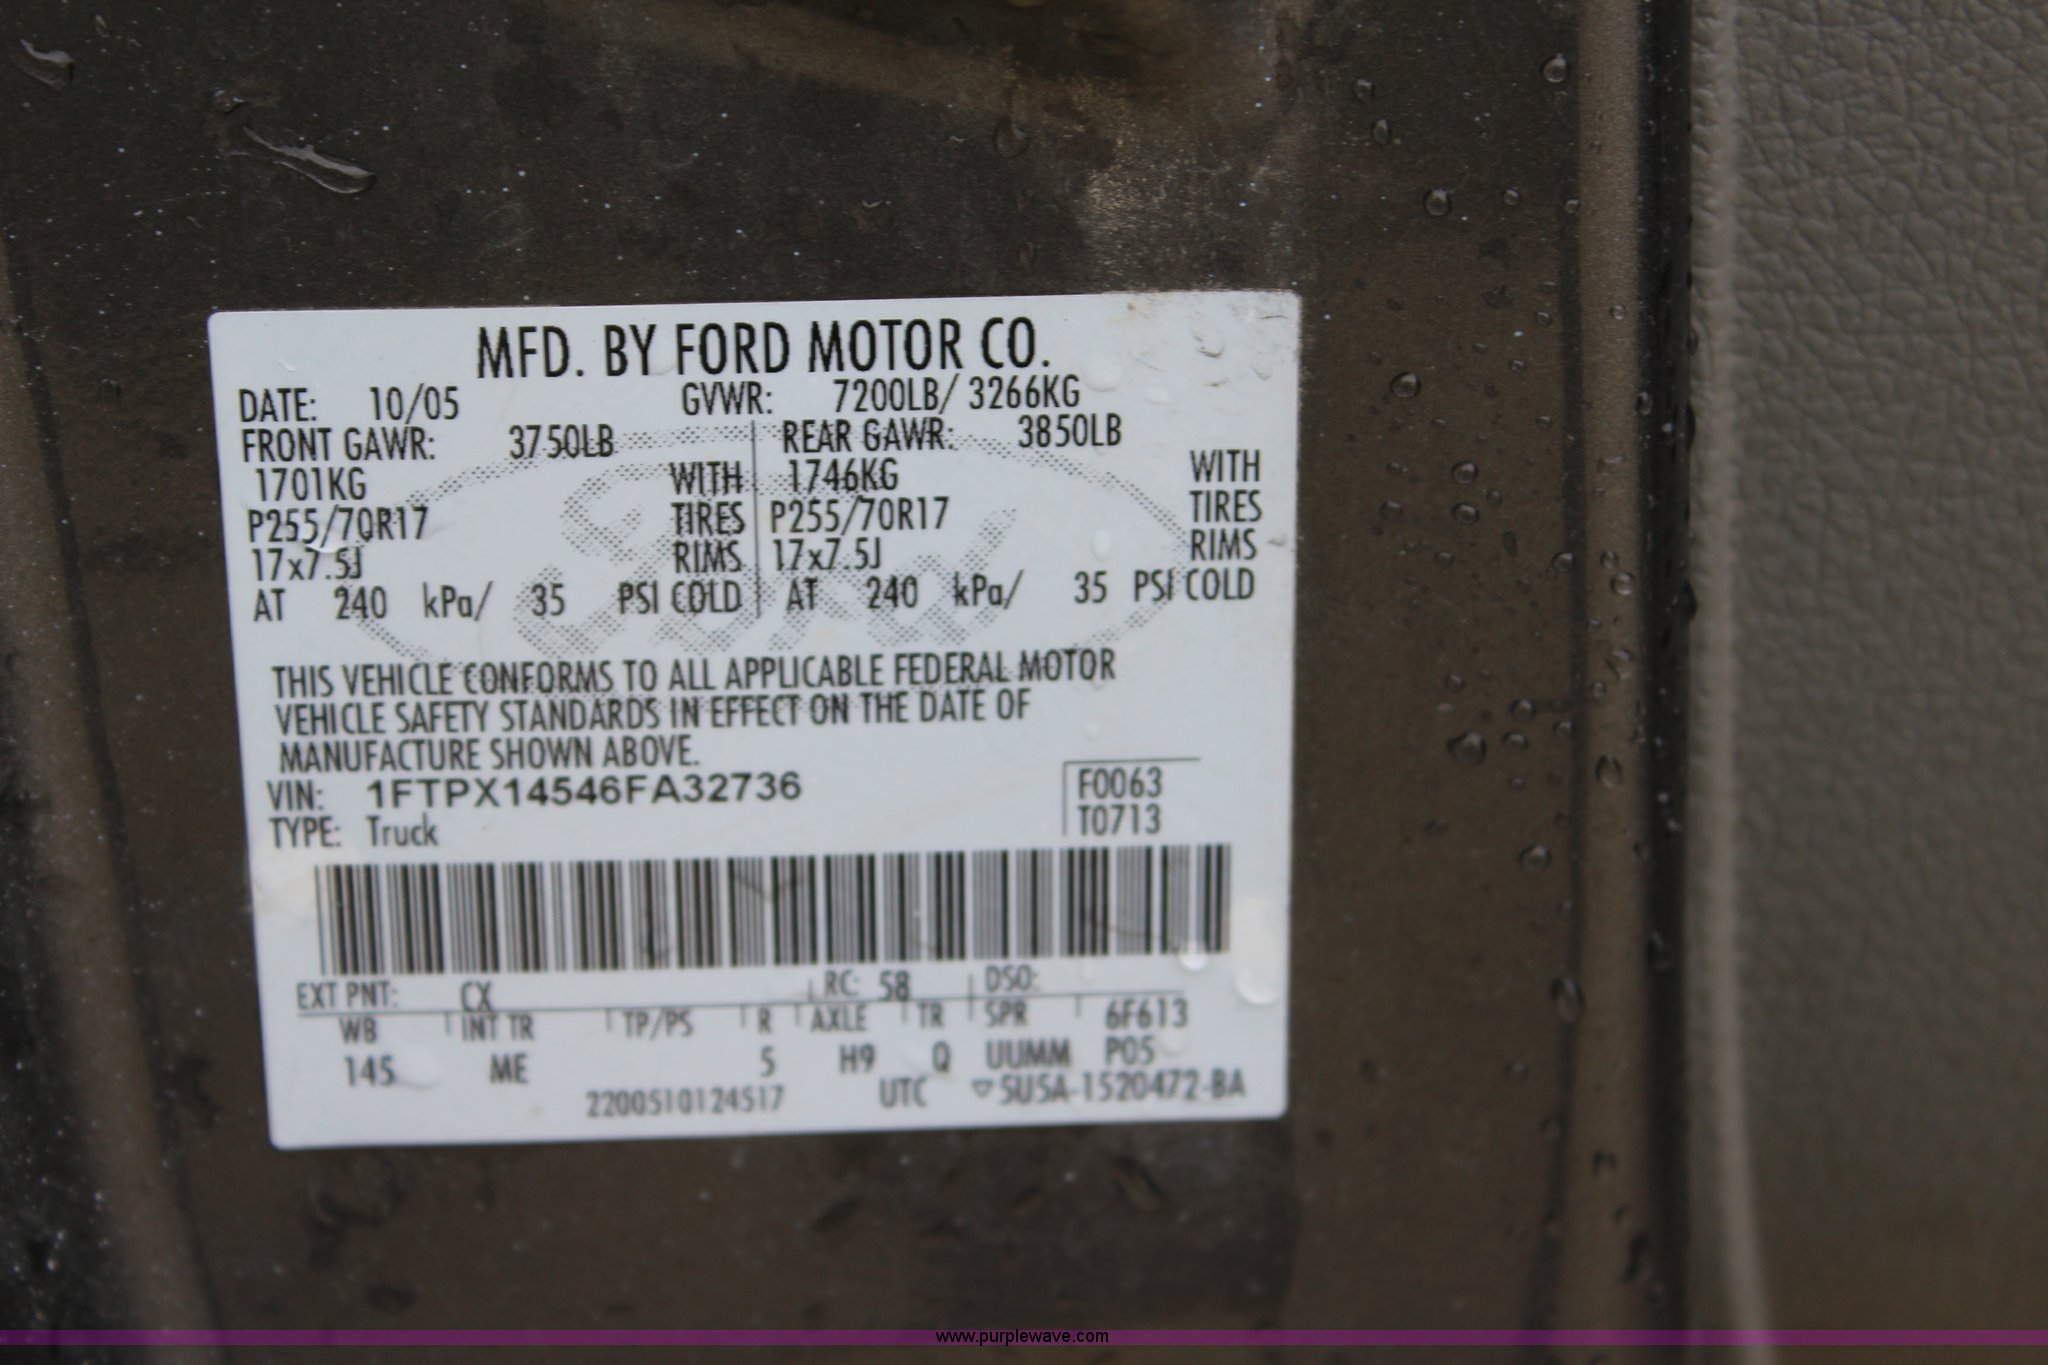 MFD. BY FORD MOTOR CO.
DATE: 10/05 GVWR: 7200LB/ 3266KG
FRONT GAWR: 3750LB REAR GAWR: 3850LB
1701KG WITH 1746KG WITH
P255/70R17 TIRES P255/70R17 TIRES
17x7.5J RIMS 17x7.5J RIMS
AT 240 kPa/ 35 PSI COLD AT 240 kPa/ 35 PSI COLD
Ford
THIS VEHICLE CONFORMS TO ALL APPLICABLE FEDERAL MOTOR
VEHICLE SAFETY STANDARDS IN EFFECT ON THE DATE OF
MANUFACTURE SHOWN ABOVE.
VIN: 1FTPX14546FA32736 F0063
TYPE: Truck T0713
EXT PNT: CX RC: 58 DSO:
WB INT TR TP/PS R AXLE TR SPR 6F613
145 ME 5 H9 Q UUMM P05
2200510124517 UTC ▽5U5A-1520472-BA
www.purplewave.com